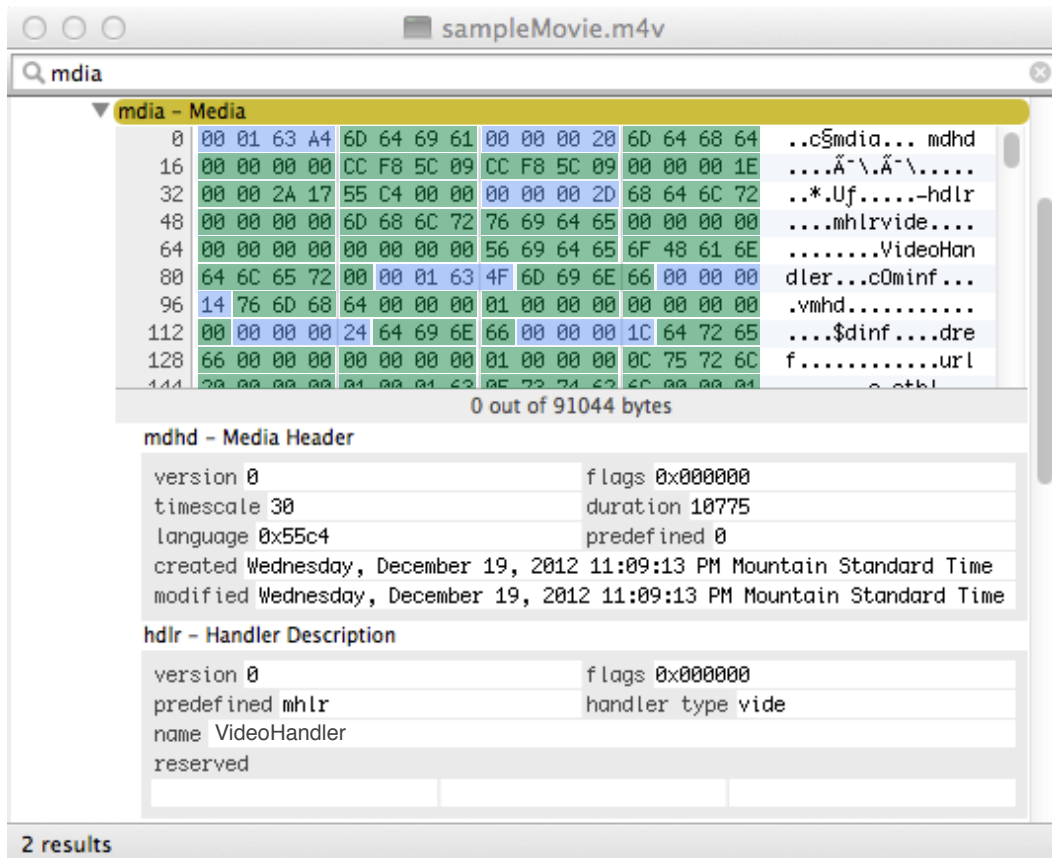 sampleMovie.m4v
mdia
mdia – Media
0 00 01 63 A4 6D 64 69 61 00 00 00 20 6D 64 68 64 ..c§mdia... mdhd
16 00 00 00 00 CC F8 5C 09 CC F8 5C 09 00 00 00 1E ....Ã¯\.Ã¯\.....
32 00 00 2A 17 55 C4 00 00 00 00 00 2D 68 64 6C 72 ..*.Uƒ.....-hdlr
48 00 00 00 00 6D 68 6C 72 76 69 64 65 00 00 00 00 ....mhlrvide....
64 00 00 00 00 00 00 00 00 56 69 64 65 6F 48 61 6E ........VideoHan
80 64 6C 65 72 00 00 01 63 4F 6D 69 6E 66 00 00 00 dler...cOminf...
96 14 76 6D 68 64 00 00 00 01 00 00 00 00 00 00 00 .vmhd...........
112 00 00 00 00 24 64 69 6E 66 00 00 00 1C 64 72 65 ....$dinf....dre
128 66 00 00 00 00 00 00 00 01 00 00 00 0C 75 72 6C f............url
0 out of 91044 bytes
mdhd – Media Header
version 0 flags 0x000000
timescale 30 duration 10775
language 0x55c4 predefined 0
created Wednesday, December 19, 2012 11:09:13 PM Mountain Standard Time
modified Wednesday, December 19, 2012 11:09:13 PM Mountain Standard Time
hdlr – Handler Description
version 0 flags 0x000000
predefined mhlr handler type vide
name VideoHandler
reserved
2 results